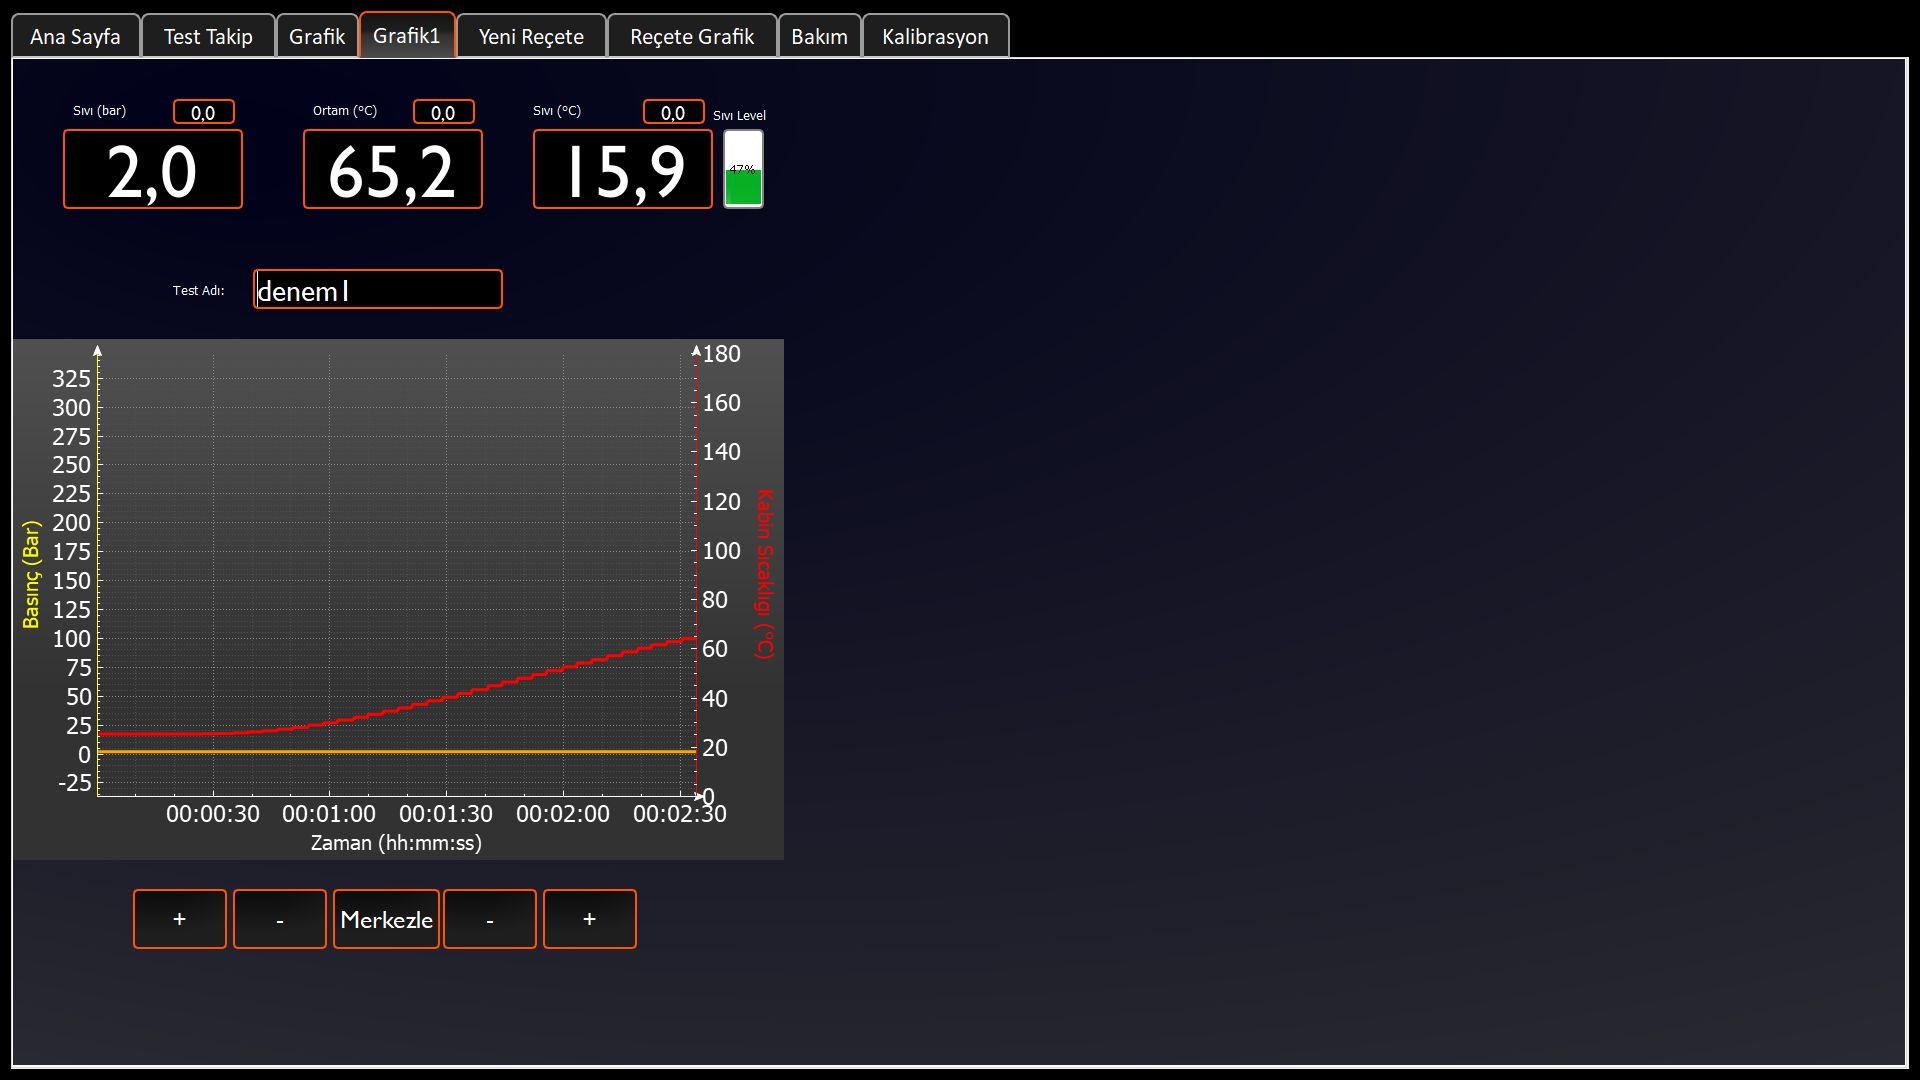 Ana Sayfa Test Takip Grafik Grafik1 Yeni Reçete Reçete Grafik Bakım Kalibrasyon
Sıvı (bar) 0,0 Ortam (°C) 0,0 Sıvı (°C) 0,0 Sıvı Level
2,0 65,2 15,9 47%
Test Adı: denem1
Basınç (Bar)
325
300
275
250
225
200
175
150
125
100
75
50
25
0
-25
180
160
140
120
100
80
60
40
20
0
Kabin Sıcaklıgı (°C)
00:00:30 00:01:00 00:01:30 00:02:00 00:02:30
Zaman (hh:mm:ss)
+ - Merkezle - +